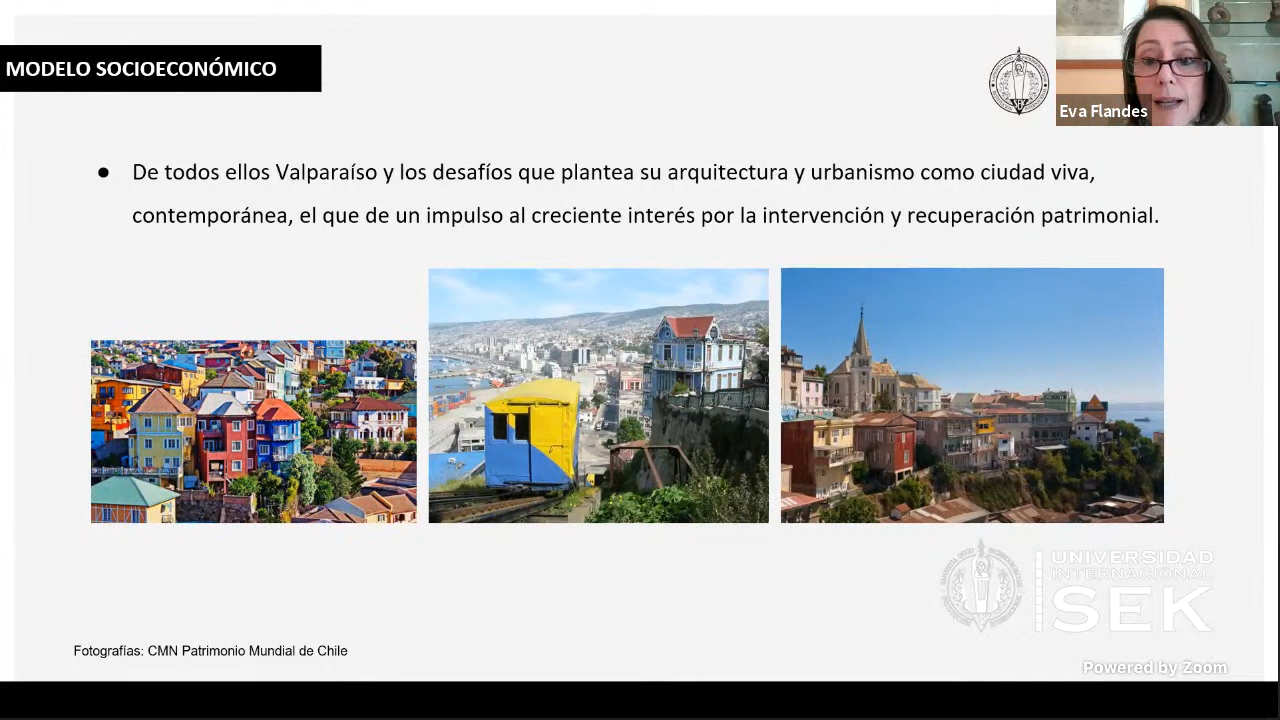 MODELO SOCIOECONÓMICO
SEK
Eva Flandes
● De todos ellos Valparaíso y los desafíos que plantea su arquitectura y urbanismo como ciudad viva,
contemporánea, el que de un impulso al creciente interés por la intervención y recuperación patrimonial.
UNIVERSIDAD
INTERNACIONAL
SEK
Fotografías: CMN Patrimonio Mundial de Chile
Powered by Zoom